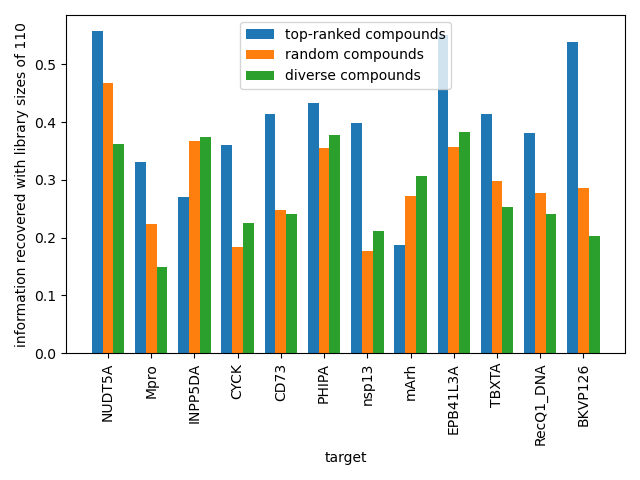 information recovered with library sizes of 110
0.5
0.4
0.3
0.2
0.1
0.0
top-ranked compounds
random compounds
diverse compounds
NUDT5A
Mpro
INPP5DA
CYCK
CD73
PHIPA
nsp13
mArh
EPB41L3A
TBXTA
RecQ1_DNA
BKVP126
target